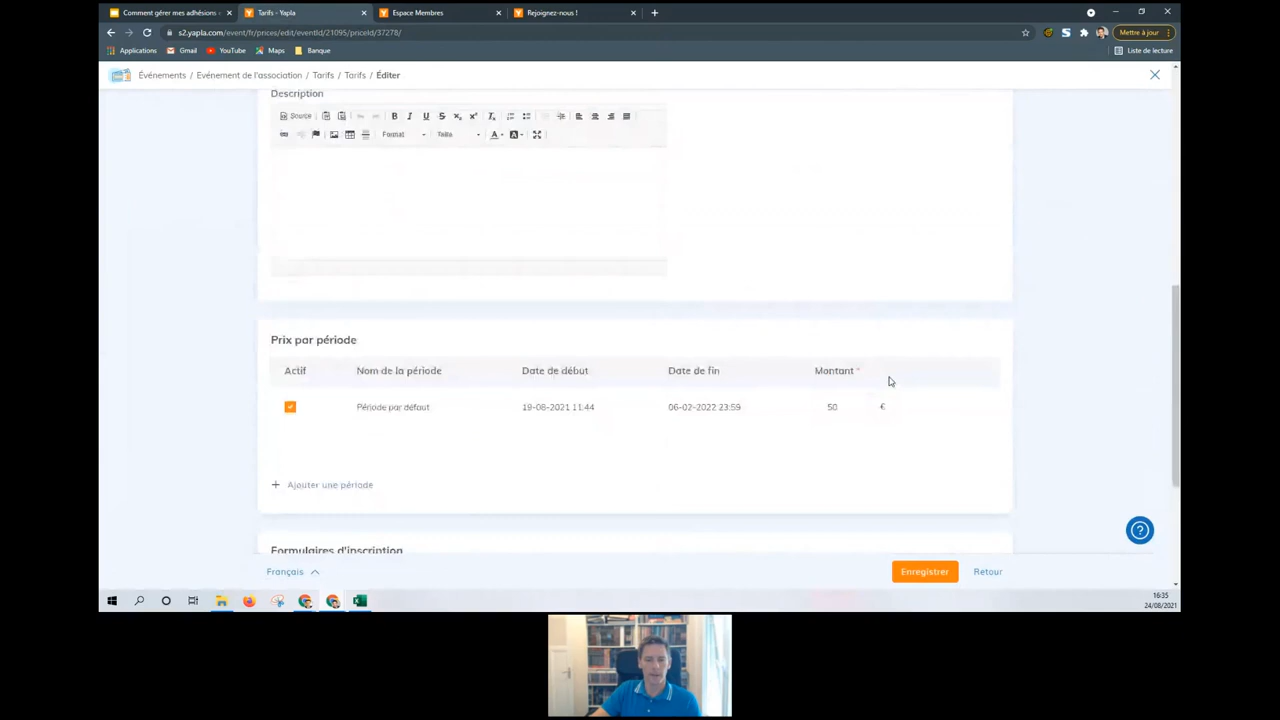 Comment gérer mes adhésions
Tarifs - Yapla
Espace Membres
Rejoignez-nous !
s2.yapla.com/event/fr/prices/edit/eventId/21095/priceId/37278/
Mettre à jour
Applications
Gmail
YouTube
Maps
Banque
Liste de lecture
Événements / Evénement de l'association / Tarifs / Tarifs / Éditer
Description
Source
Format
Taille
Prix par période
Actif Nom de la période Date de début Date de fin Montant *
Période par défaut 19-08-2021 11:44 06-02-2022 23:59 50 €
+ Ajouter une période
Formulaires d'inscription
Français
Enregistrer
Retour
16:35
24/08/2021